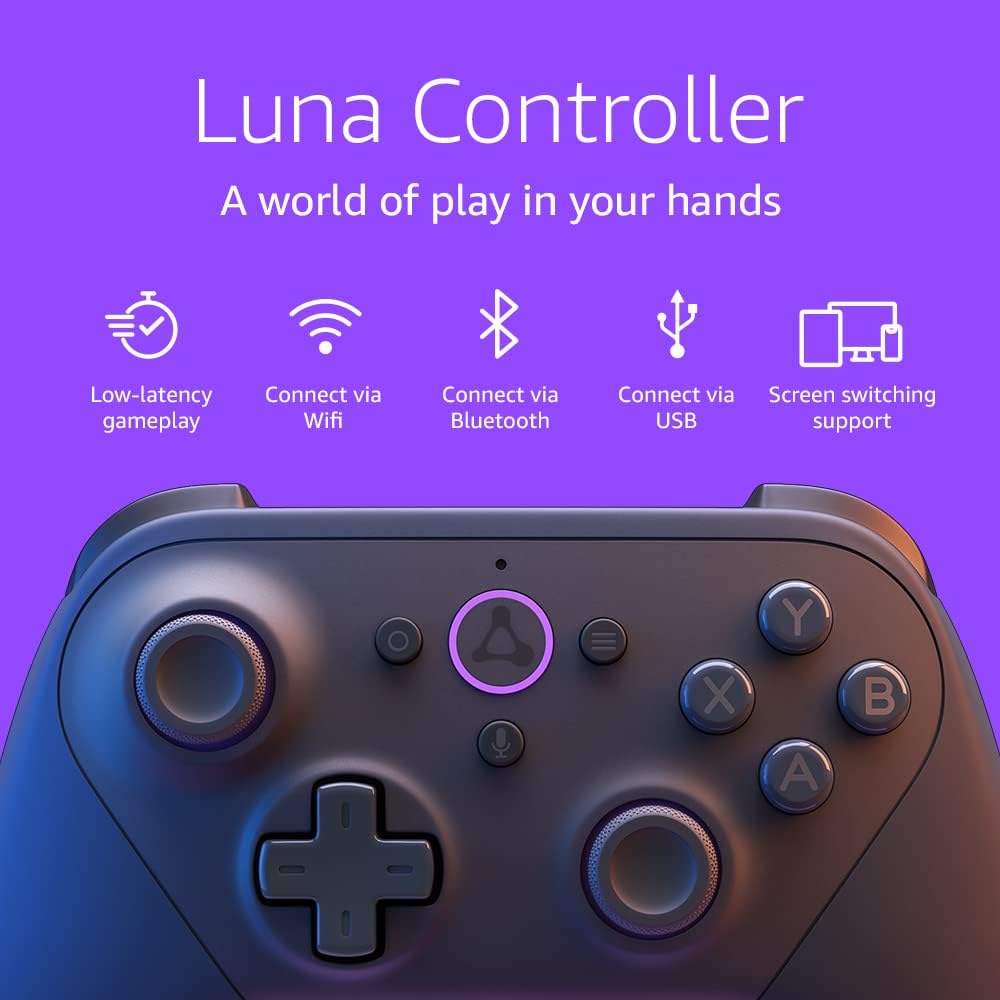 Luna Controller
A world of play in your hands
Low-latency
gameplay
Connect via
Wifi
Connect via
Bluetooth
Connect via
USB
Screen switching
support
Y
X
B
A